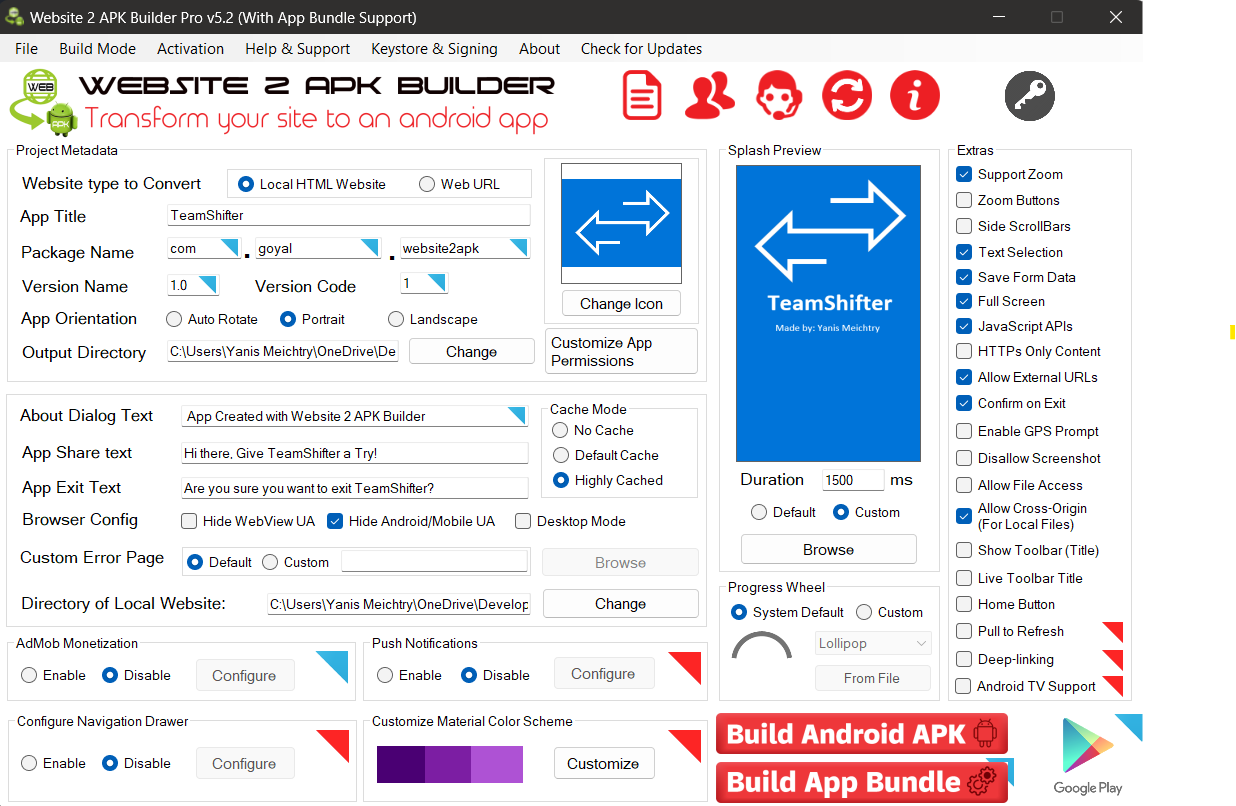 Website 2 APK Builder Pro v5.2 (With App Bundle Support)
File Build Mode Activation Help & Support Keystore & Signing About Check for Updates
WEB
APK
WEBSITE 2 APK BUILDER
Transform your site to an android app
Project Metadata
Website type to Convert
Local HTML Website
Web URL
App Title
TeamShifter
Package Name
com . goyal . website2apk
Version Name
1.0
Version Code
1
App Orientation
Auto Rotate
Portrait
Landscape
Output Directory
C:\Users\Yanis Meichtry\OneDrive\De
Change
Change Icon
Customize App
Permissions
About Dialog Text
App Created with Website 2 APK Builder
App Share text
Hi there, Give TeamShifter a Try!
App Exit Text
Are you sure you want to exit TeamShifter?
Browser Config
Hide WebView UA
Hide Android/Mobile UA
Desktop Mode
Custom Error Page
Default
Custom
Browse
Directory of Local Website:
C:\Users\Yanis Meichtry\OneDrive\Develop
Change
Cache Mode
No Cache
Default Cache
Highly Cached
AdMob Monetization
Enable
Disable
Configure
Push Notifications
Enable
Disable
Configure
Configure Navigation Drawer
Enable
Disable
Configure
Customize Material Color Scheme
Customize
Splash Preview
TeamShifter
Made by: Yanis Meichtry
Duration
1500
ms
Default
Custom
Browse
Progress Wheel
System Default
Custom
Lollipop
From File
Extras
Support Zoom
Zoom Buttons
Side ScrollBars
Text Selection
Save Form Data
Full Screen
JavaScript APIs
HTTPs Only Content
Allow External URLs
Confirm on Exit
Enable GPS Prompt
Disallow Screenshot
Allow File Access
Allow Cross-Origin
(For Local Files)
Show Toolbar (Title)
Live Toolbar Title
Home Button
Pull to Refresh
Deep-linking
Android TV Support
Build Android APK
Build App Bundle
Google Play